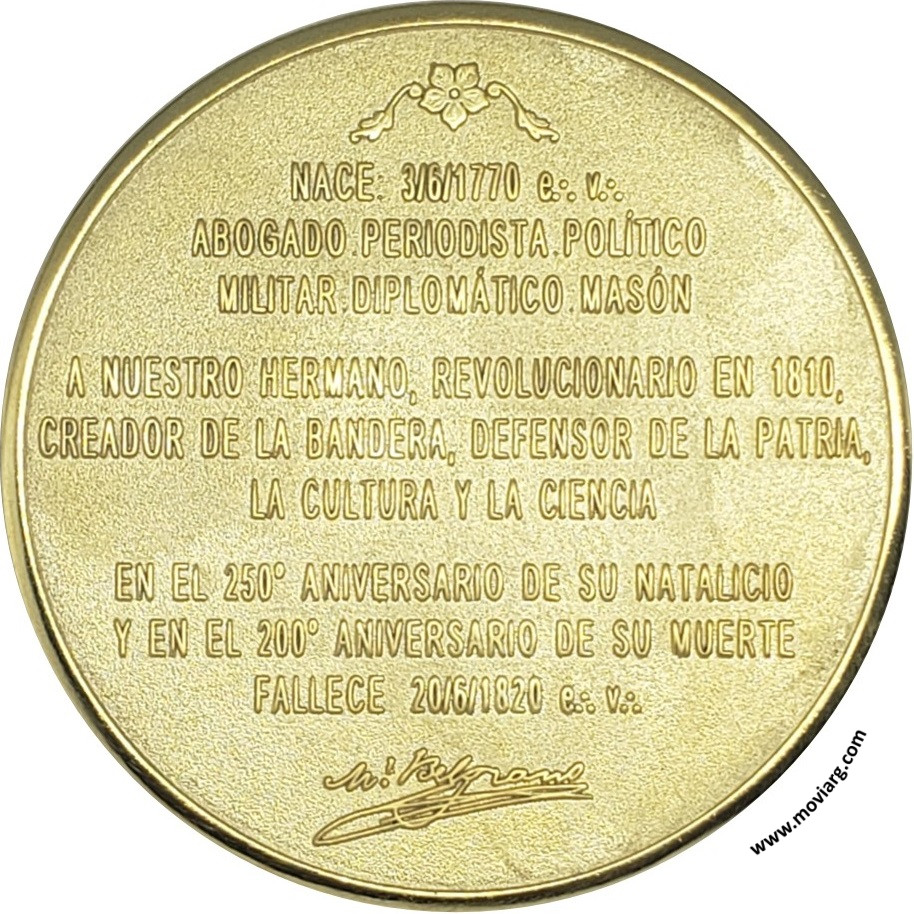 NACE: 3/6/1770 e∴ v∴
ABOGADO.PERIODISTA.POLÍTICO
MILITAR.DIPLOMÁTICO.MASÓN
A NUESTRO HERMANO, REVOLUCIONARIO EN 1810,
CREADOR DE LA BANDERA, DEFENSOR DE LA PATRIA,
LA CULTURA Y LA CIENCIA
EN EL 250° ANIVERSARIO DE SU NATALICIO
Y EN EL 200° ANIVERSARIO DE SU MUERTE
FALLECE 20/6/1820 e∴ v∴
M.l Belgrano
www.moviarg.com